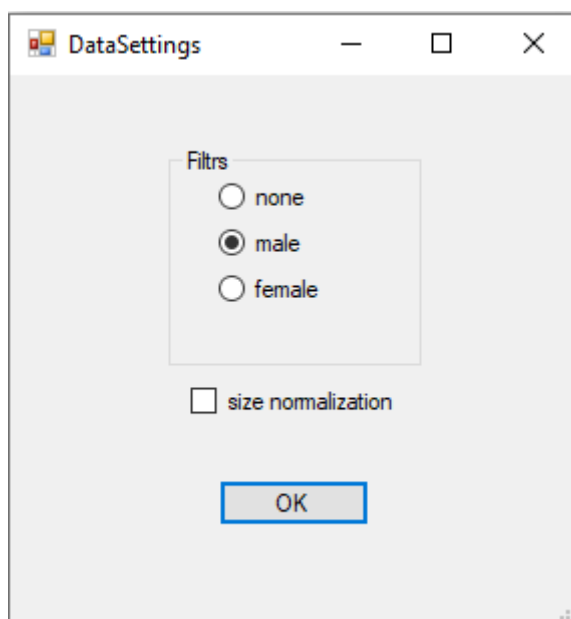 DataSettings
Filtrs
none
male
female
size normalization
OK